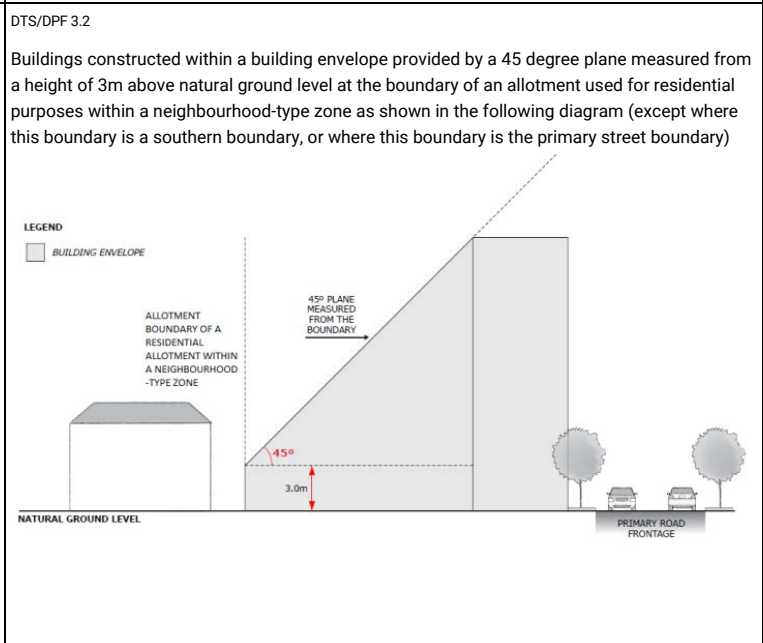 DTS/DPF 3.2
Buildings constructed within a building envelope provided by a 45 degree plane measured from
a height of 3m above natural ground level at the boundary of an allotment used for residential
purposes within a neighbourhood-type zone as shown in the following diagram (except where
this boundary is a southern boundary, or where this boundary is the primary street boundary)
LEGEND
BUILDING ENVELOPE
ALLOTMENT
BOUNDARY OF A
RESIDENTIAL
ALLOTMENT WITHIN
A NEIGHBOURHOOD
-TYPE ZONE
45º PLANE
MEASURED
FROM THE
BOUNDARY
45º
3.0m
NATURAL GROUND LEVEL
PRIMARY ROAD
FRONTAGE